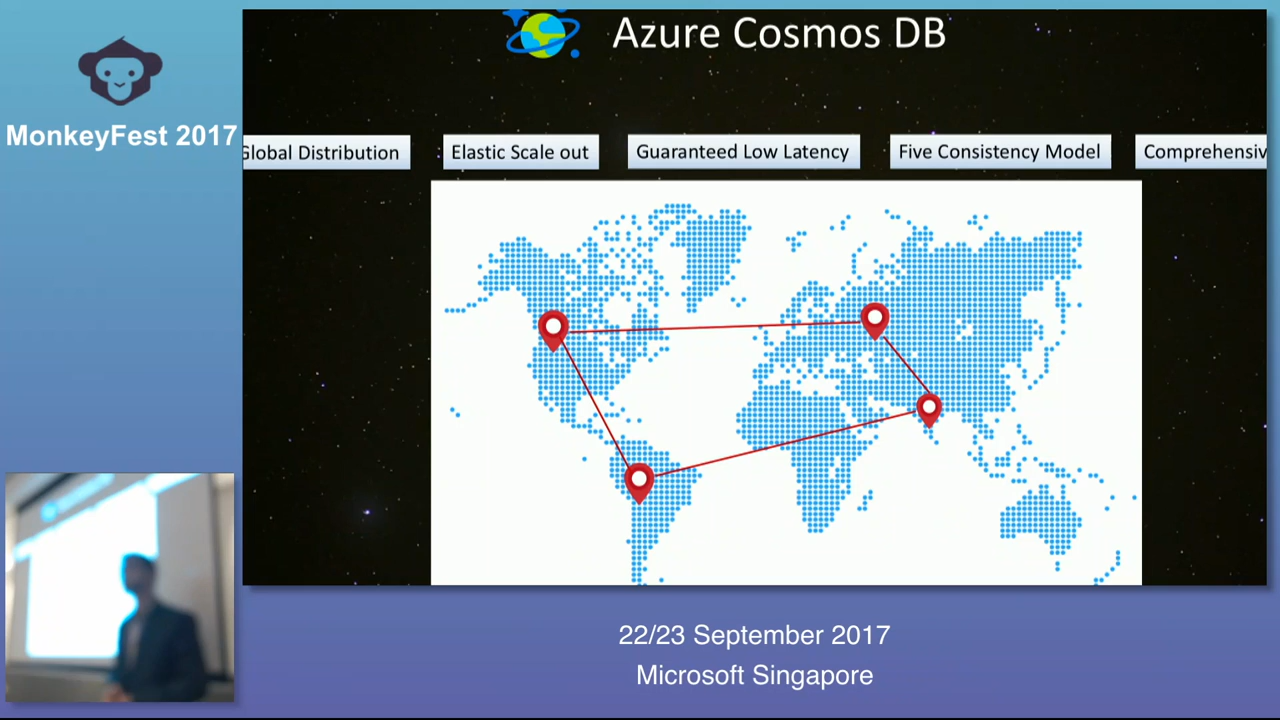 Azure Cosmos DB
MonkeyFest 2017
Global Distribution
Elastic Scale out
Guaranteed Low Latency
Five Consistency Model
Comprehensiv
22/23 September 2017
Microsoft Singapore